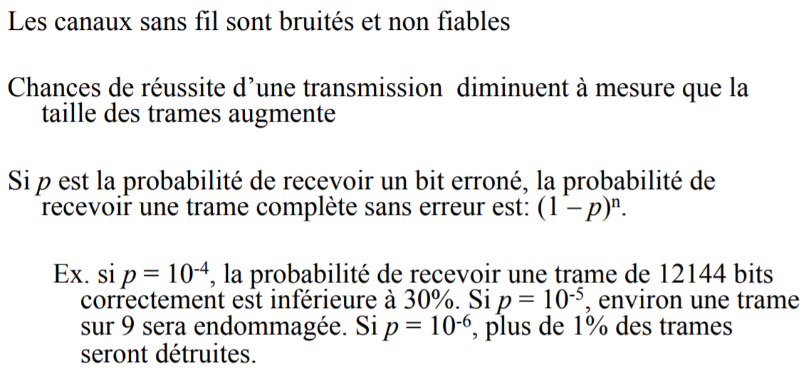 Les canaux sans fil sont bruités et non fiables
Chances de réussite d’une transmission diminuent à mesure que la
taille des trames augmente
Si p est la probabilité de recevoir un bit erroné, la probabilité de
recevoir une trame complète sans erreur est: (1 – p)ⁿ.
Ex. si p = 10⁻⁴, la probabilité de recevoir une trame de 12144 bits
correctement est inférieure à 30%. Si p = 10⁻⁵, environ une trame
sur 9 sera endommagée. Si p = 10⁻⁶, plus de 1% des trames
seront détruites.